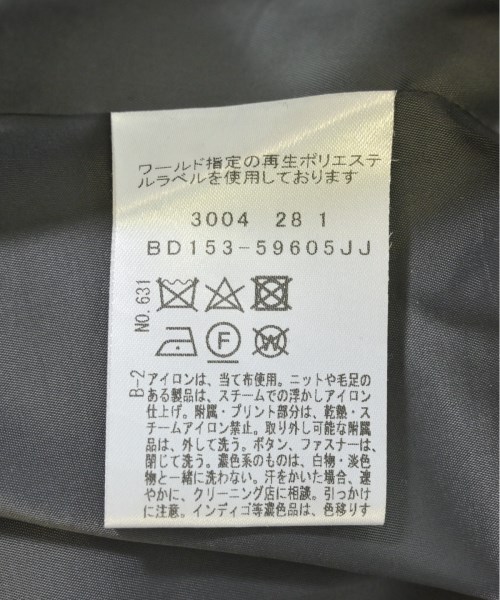 ワールド指定の再生ポリエステ
ルラベルを使用しております
3004 28 1
BD153-59605JJ
NO.631
F
W
B-2
アイロンは、当て布使用。ニットや毛足の
ある製品は、スチームでの浮かしアイロン
仕上げ。附属・プリント部分は、乾熱・ス
チームアイロン禁止。取り外し可能な附属
品は、外して洗う。ボタン、ファスナーは、
閉じて洗う。濃色系のものは、白物・淡色
物と一緒に洗わない。汗をかいた場合、速
やかに、クリーニング店に相談。引っかけ
に注意。インディゴ等濃色品は、色移りす